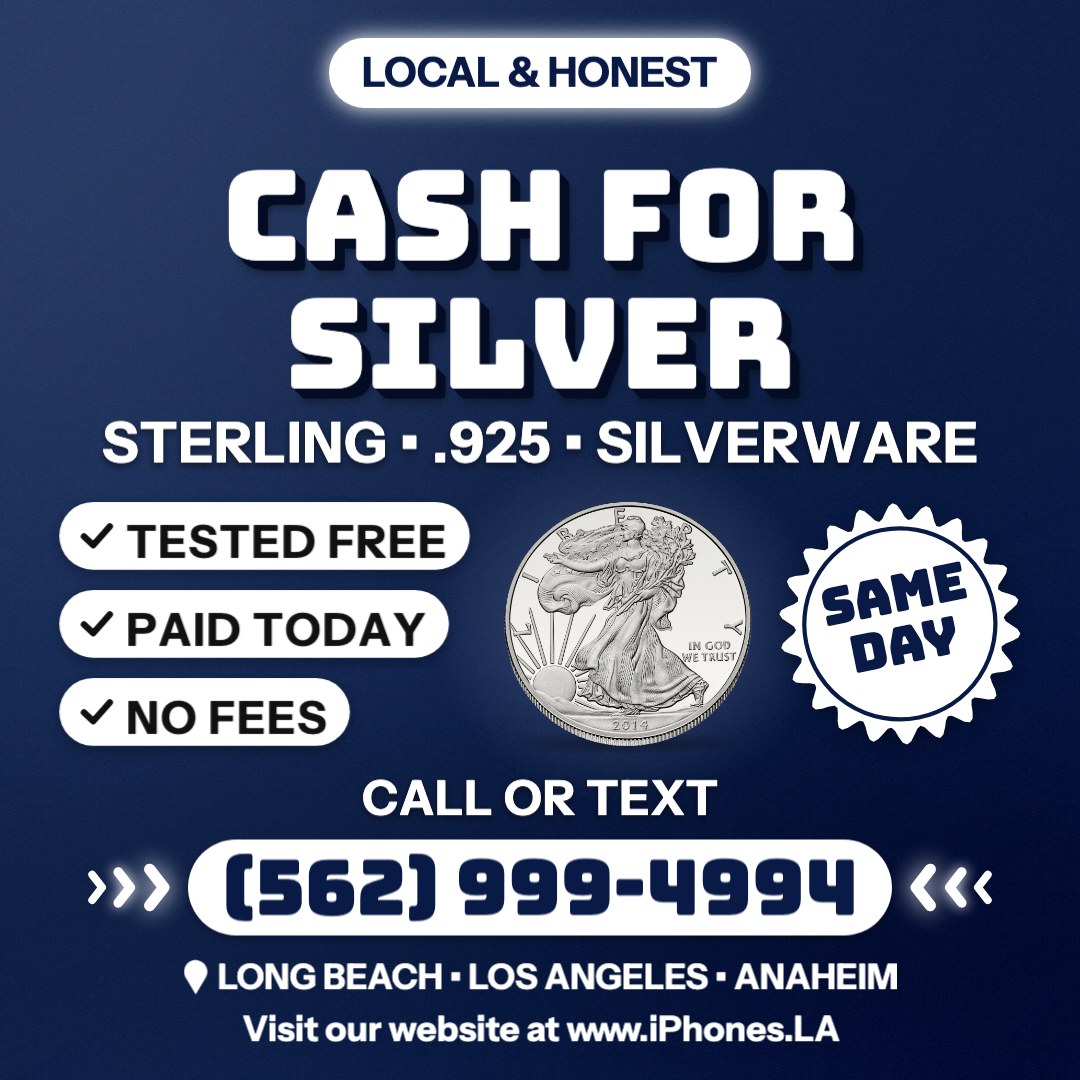 LOCAL & HONEST
CASH FOR
SILVER
STERLING ▪ .925 ▪ SILVERWARE
✓ TESTED FREE
✓ PAID TODAY
✓ NO FEES
LIBERTY
IN GOD
WE TRUST
2014
SAME
DAY
CALL OR TEXT
(562) 999-4994
LONG BEACH ▪ LOS ANGELES ▪ ANAHEIM
Visit our website at www.iPhones.LA